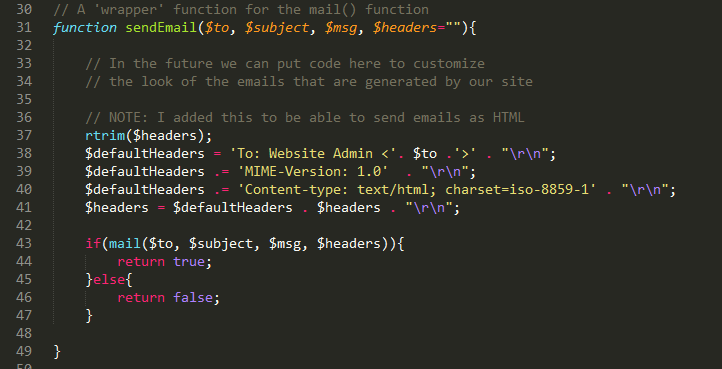 30 // A 'wrapper' function for the mail() function
31 function sendEmail($to, $subject, $msg, $headers=""){
32
33     // In the future we can put code here to customize
34     // the look of the emails that are generated by our site
35
36     // NOTE: I added this to be able to send emails as HTML
37     rtrim($headers);
38     $defaultHeaders = 'To: Website Admin <'. $to .'>' . "\r\n";
39     $defaultHeaders .= 'MIME-Version: 1.0'  . "\r\n";
40     $defaultHeaders .= 'Content-type: text/html; charset=iso-8859-1' . "\r\n";
41     $headers = $defaultHeaders . $headers . "\r\n";
42
43     if(mail($to, $subject, $msg, $headers)){
44         return true;
45     }else{
46         return false;
47     }
48
49 }